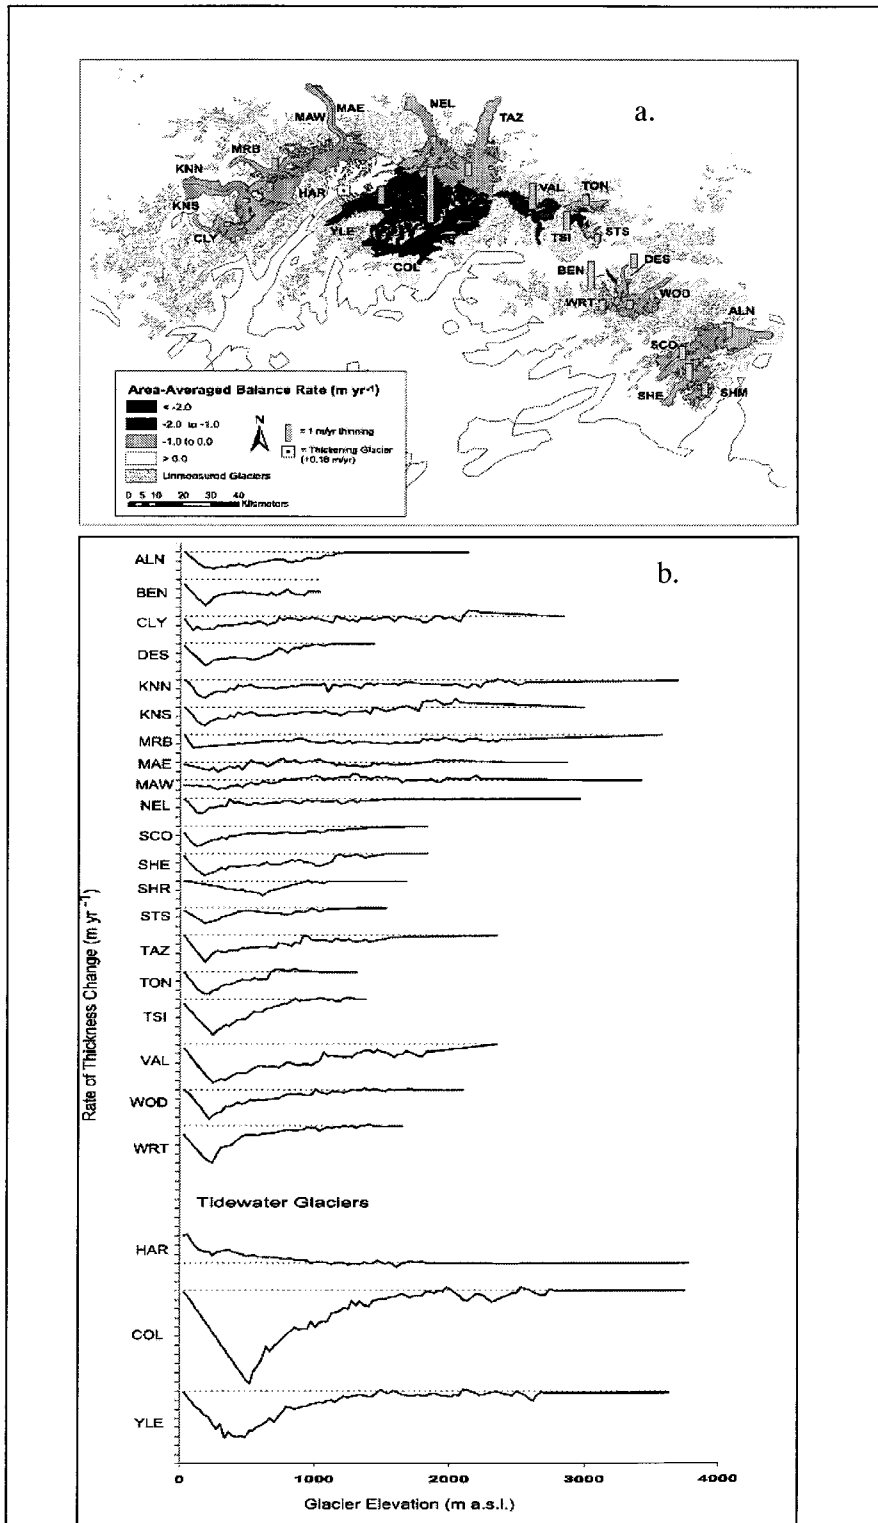 a.
MAE
MAW
NEL
TAZ
MRB
KNN
HAR
VAL
TON
KNS
CLY
YLE
TSI
STS
COL
BEN
DES
WRT
WOD
ALN
SCO
SHE
SHM
Area-Averaged Balance Rate (m yr⁻¹)
< -2.0
-2.0 to -1.0
-1.0 to 0.0
> 0.0
Unmeasured Glaciers
N
= 1 m/yr thinning
= Thickening Glacier
(+0.18 m/yr)
0 5 10 20 30 40
Kilometers
b.
ALN
BEN
CLY
DES
KNN
KNS
MRB
MAE
MAW
NEL
SCO
SHE
SHR
STS
TAZ
TON
TSI
VAL
WOD
WRT
Tidewater Glaciers
HAR
COL
YLE
Rate of Thickness Change (m yr⁻¹)
0 1000 2000 3000 4000
Glacier Elevation (m a.s.l.)